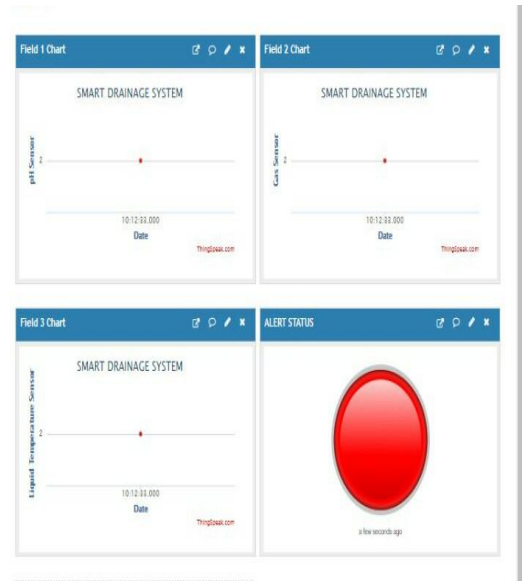 Field 1 Chart
SMART DRAINAGE SYSTEM
pH Sensor
2
10:12:33.000
Date
ThingSpeak.com
Field 2 Chart
SMART DRAINAGE SYSTEM
Gas Sensor
2
10:12:33.000
Date
ThingSpeak.com
Field 3 Chart
SMART DRAINAGE SYSTEM
Liquid Temperature Sensor
2
10:12:33.000
Date
ThingSpeak.com
ALERT STATUS
a few seconds ago